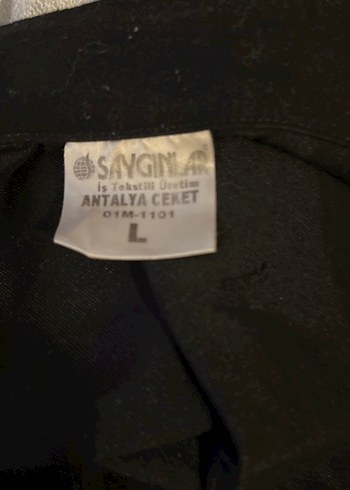 SAYGINLAR
İş Tekstili Üretim
ANTALYA CEKET
01M-1101
L